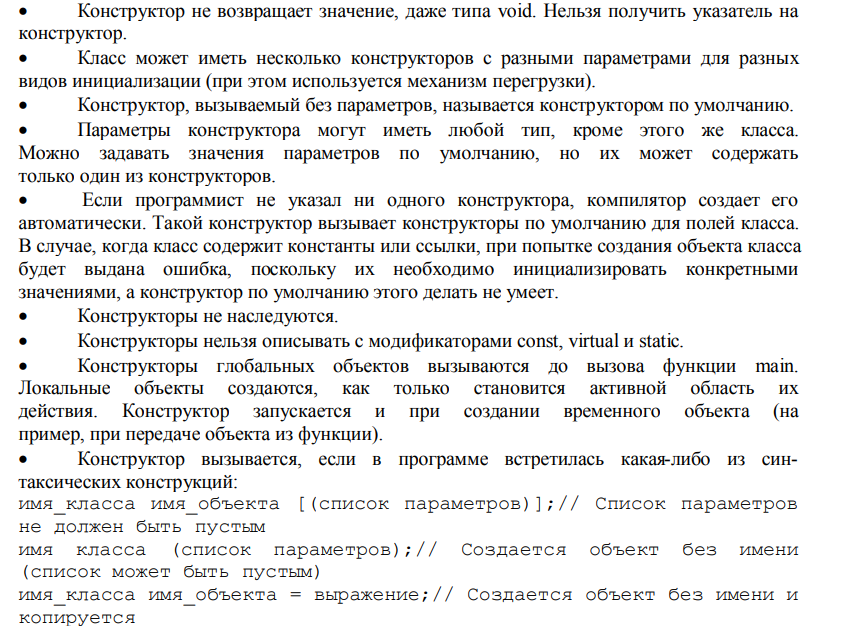 • Конструктор не возвращает значение, даже типа void. Нельзя получить указатель на
конструктор.
• Класс может иметь несколько конструкторов с разными параметрами для разных
видов инициализации (при этом используется механизм перегрузки).
• Конструктор, вызываемый без параметров, называется конструктором по умолчанию.
• Параметры конструктора могут иметь любой тип, кроме этого же класса.
Можно задавать значения параметров по умолчанию, но их может содержать
только один из конструкторов.
• Если программист не указал ни одного конструктора, компилятор создает его
автоматически. Такой конструктор вызывает конструкторы по умолчанию для полей класса.
В случае, когда класс содержит константы или ссылки, при попытке создания объекта класса
будет выдана ошибка, поскольку их необходимо инициализировать конкретными
значениями, а конструктор по умолчанию этого делать не умеет.
• Конструкторы не наследуются.
• Конструкторы нельзя описывать с модификаторами const, virtual и static.
• Конструкторы глобальных объектов вызываются до вызова функции main.
Локальные объекты создаются, как только становится активной область их
действия. Конструктор запускается и при создании временного объекта (на
пример, при передаче объекта из функции).
• Конструктор вызывается, если в программе встретилась какая-либо из син-
таксических конструкций:
имя_класса имя_объекта [(список параметров)];// Список параметров
не должен быть пустым
имя класса (список параметров);// Создается объект без имени
(список может быть пустым)
имя_класса имя_объекта = выражение;// Создается объект без имени и
копируется